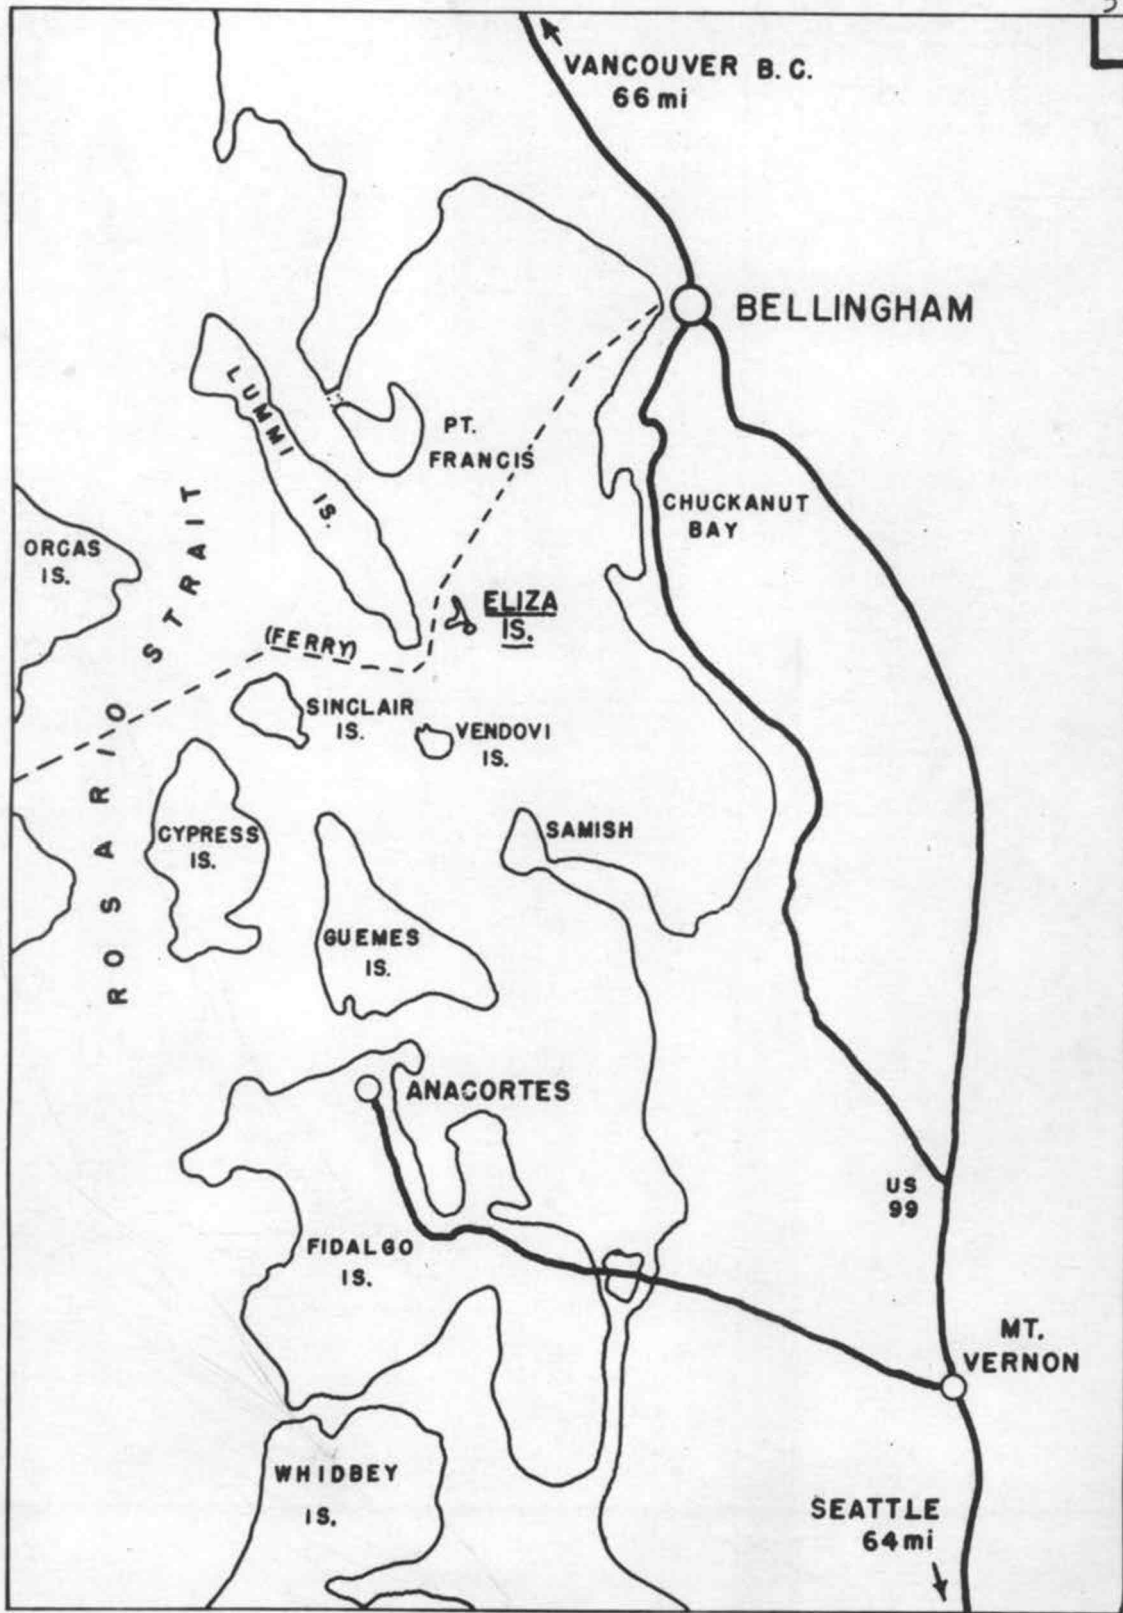 VANCOUVER B.C.
66 mi
BELLINGHAM
LUMMI
IS.
PT.
FRANCIS
CHUCKANUT
BAY
ORCAS
IS.
ROSARIO STRAIT
ELIZA
IS.
(FERRY)
SINCLAIR
IS.
VENDOVI
IS.
CYPRESS
IS.
SAMISH
GUEMES
IS.
ANACORTES
US
99
FIDALGO
IS.
MT.
VERNON
WHIDBEY
IS.
SEATTLE
64 mi